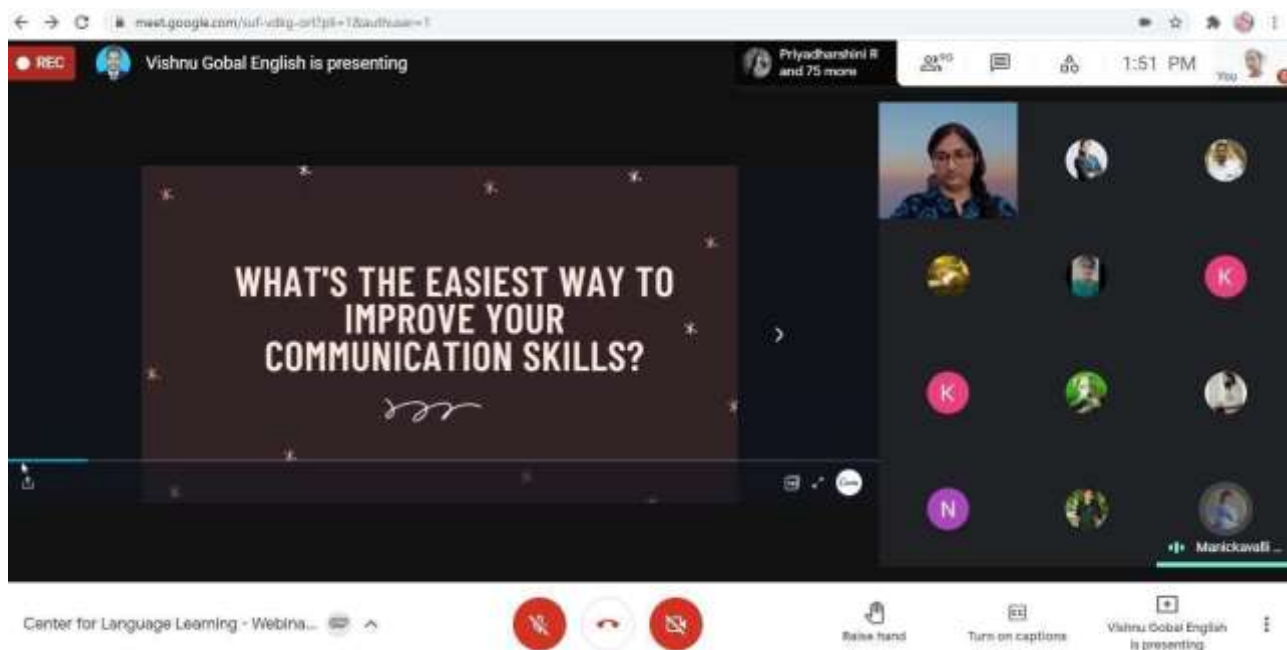 REC
Vishnu Gobal English is presenting
Priyadharshini R
and 75 more
1:51 PM
You
WHAT'S THE EASIEST WAY TO
IMPROVE YOUR
COMMUNICATION SKILLS?
K
K
N
Manickavalli ...
Center for Language Learning - Webina...
Raise hand
Turn on captions
Vishnu Gobal English
is presenting